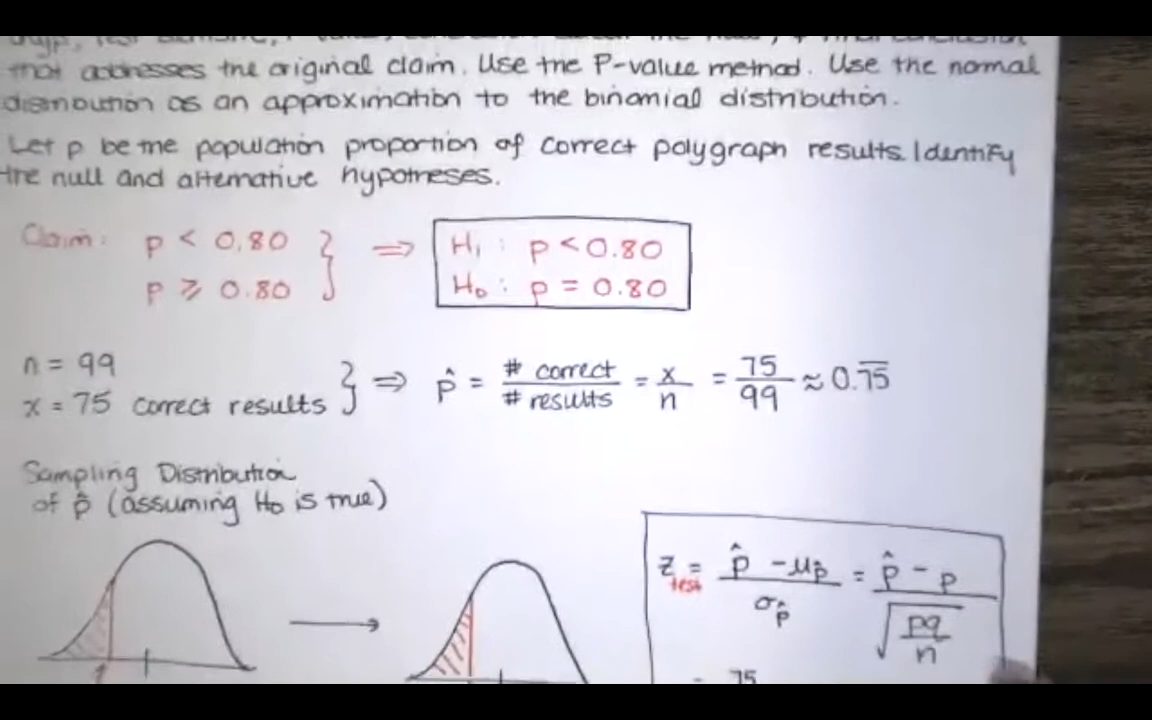 that addresses the original claim. Use the P-value method. Use the normal
distribution as an approximation to the binomial distribution.
Let p be the population proportion of correct polygraph results. Identify
the null and alternative hypotheses.
Claim: p < 0.80
p ≥ 0.80
} ⇒ H₁ : p < 0.80
H₀ : p = 0.80
n = 99
x = 75 correct results
} ⇒ p̂ = # correct / # results = x/n = 75/99 ≈ 0.7̅5̅
Sampling Distribution
of p̂ (assuming H₀ is true)
z test = (p̂ - μp̂) / σp̂ = (p̂ - p) / √(pq/n)
= 75